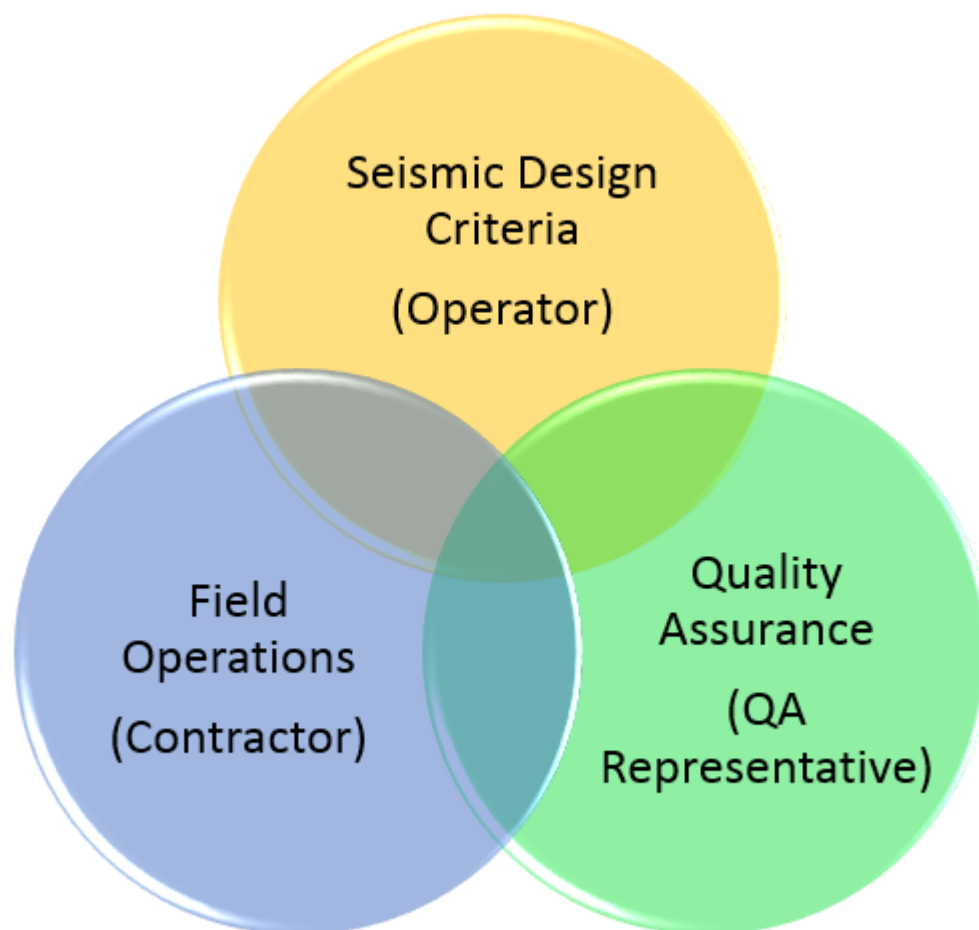 Seismic Design
Criteria
(Operator)
Field
Operations
(Contractor)
Quality
Assurance
(QA
Representative)